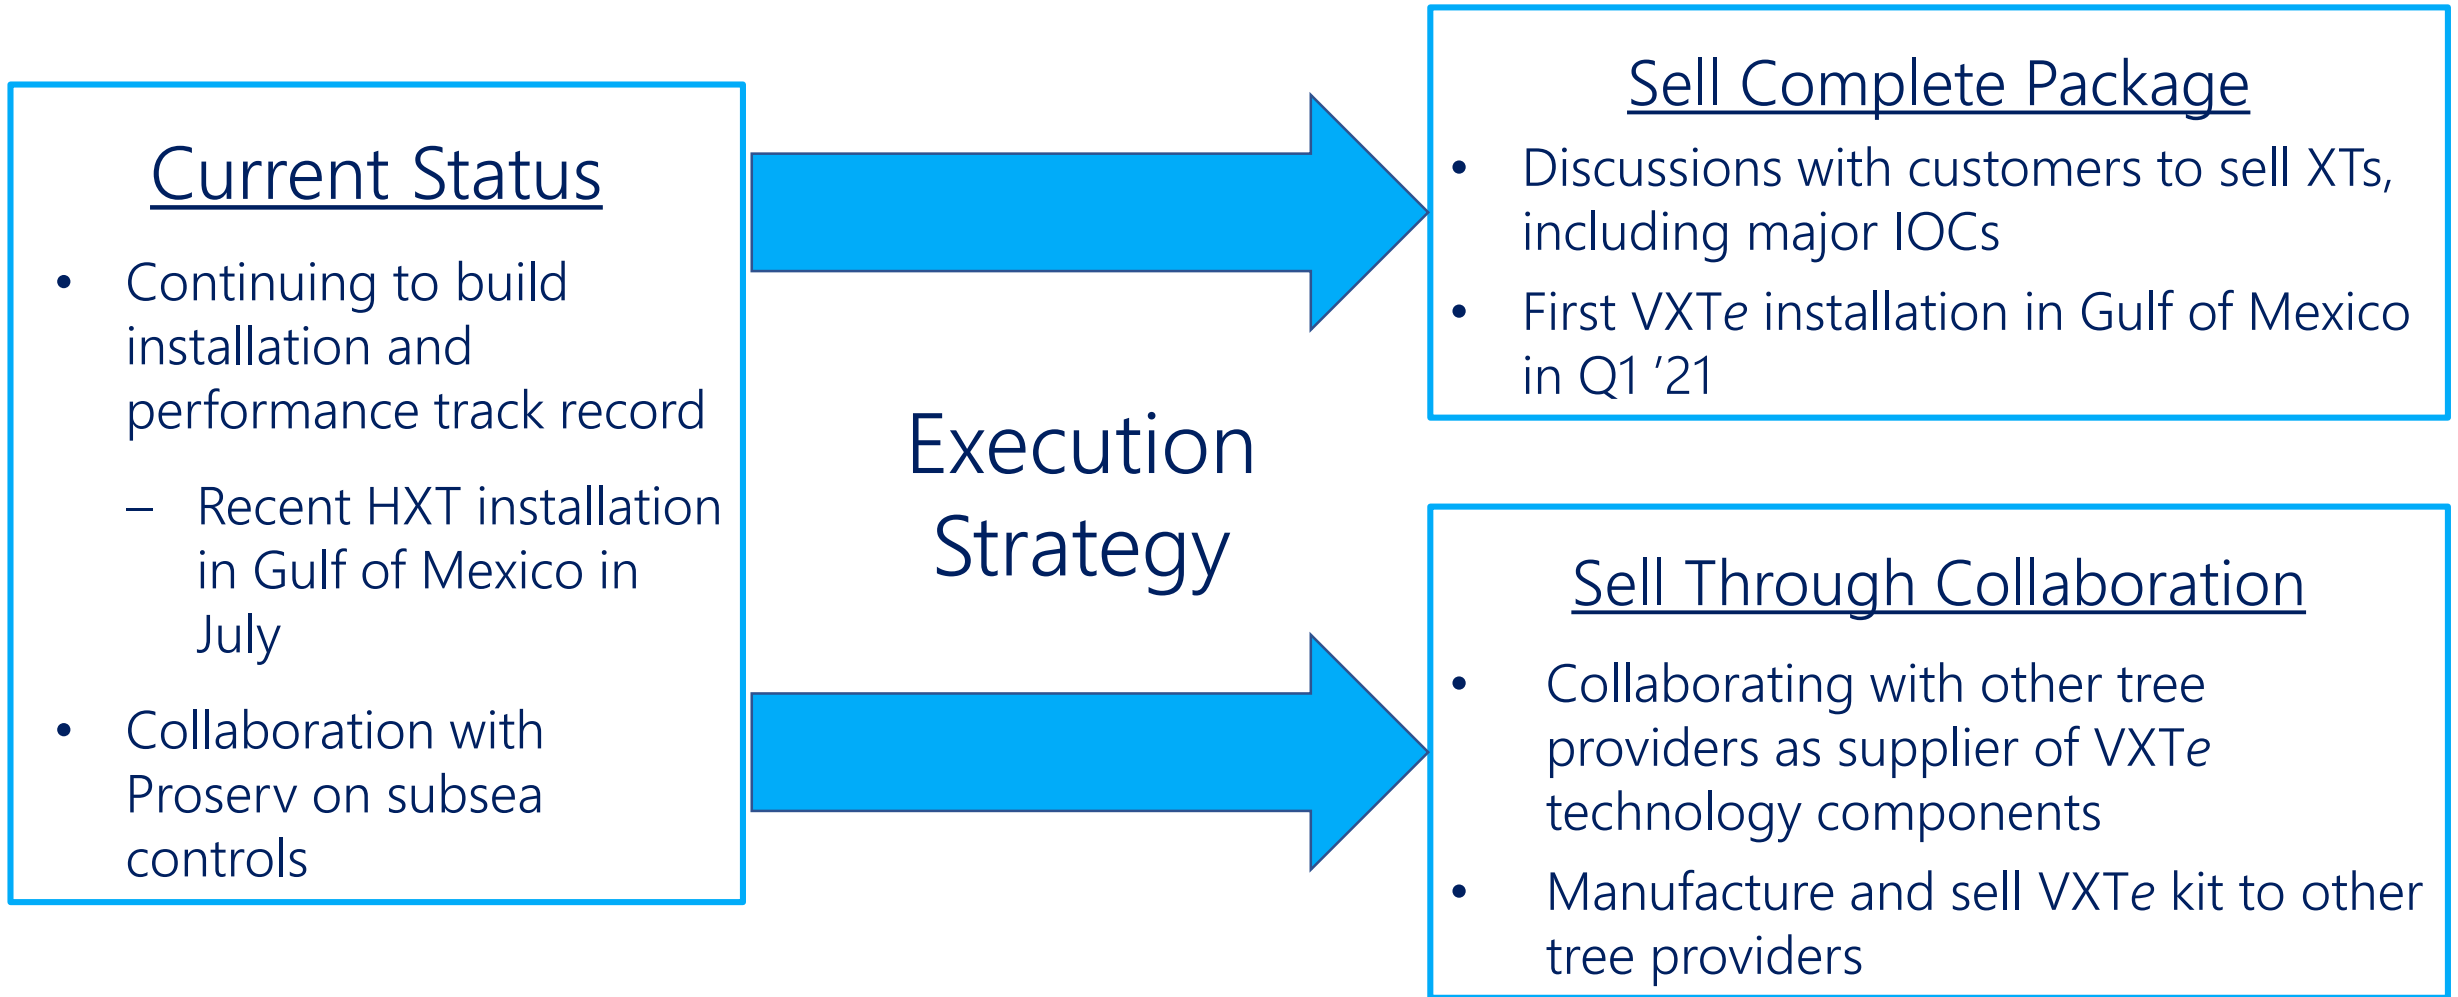 Current Status
• Continuing to build
installation and
performance track record
– Recent HXT installation
in Gulf of Mexico in
July
• Collaboration with
Proserv on subsea
controls
Execution
Strategy
Sell Complete Package
• Discussions with customers to sell XTs,
including major IOCs
• First VXTe installation in Gulf of Mexico
in Q1 ’21
Sell Through Collaboration
• Collaborating with other tree
providers as supplier of VXTe
technology components
• Manufacture and sell VXTe kit to other
tree providers